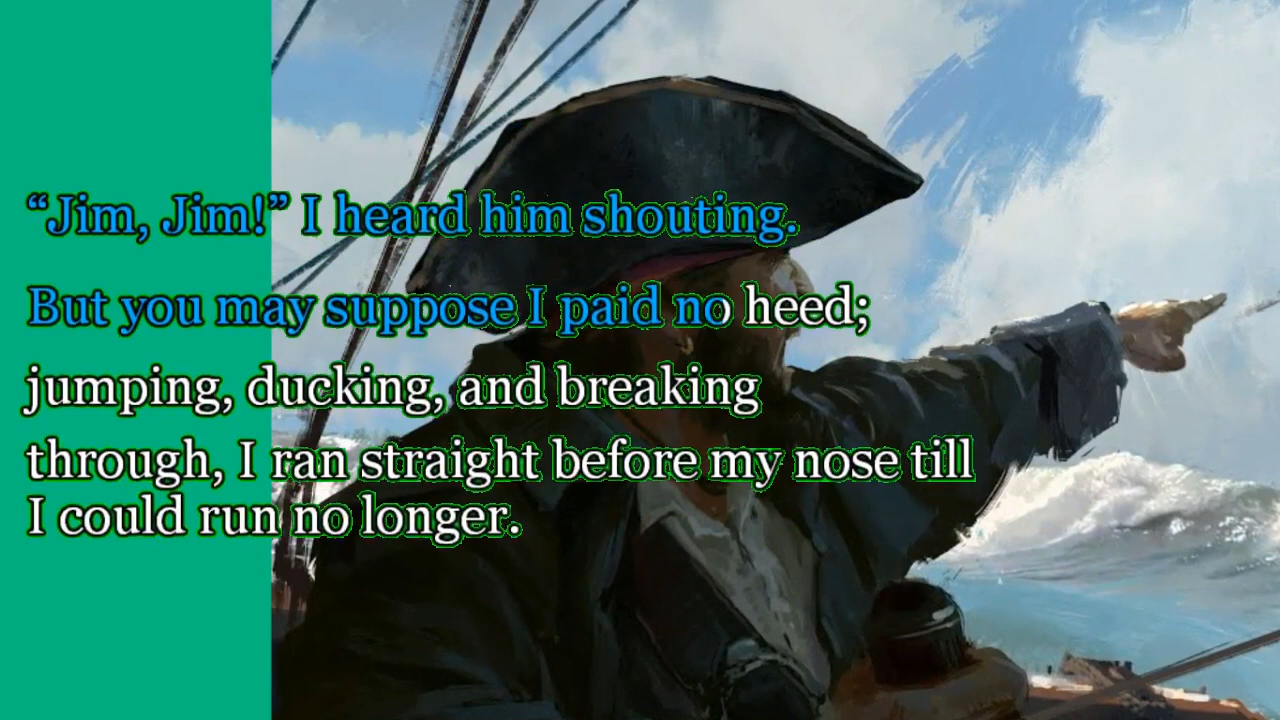 “Jim, Jim!” I heard him shouting.
But you may suppose I paid no heed;
jumping, ducking, and breaking
through, I ran straight before my nose till
I could run no longer.